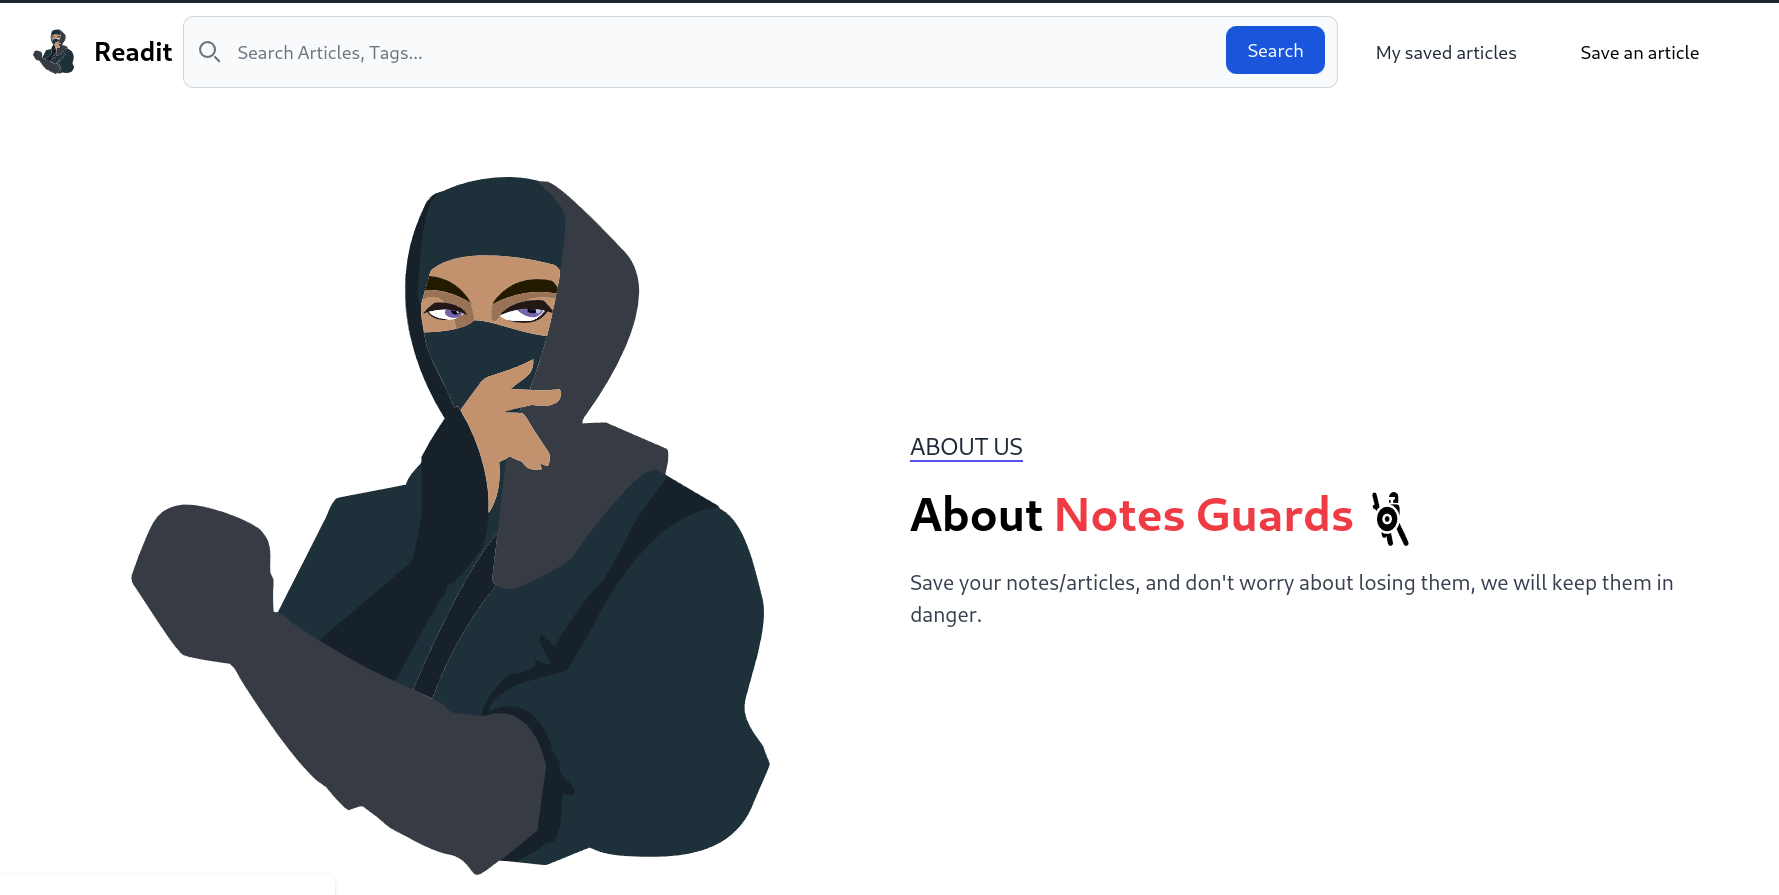 Readit
Search Articles, Tags...
Search
My saved articles
Save an article
ABOUT US
About Notes Guards
Save your notes/articles, and don't worry about losing them, we will keep them in
danger.